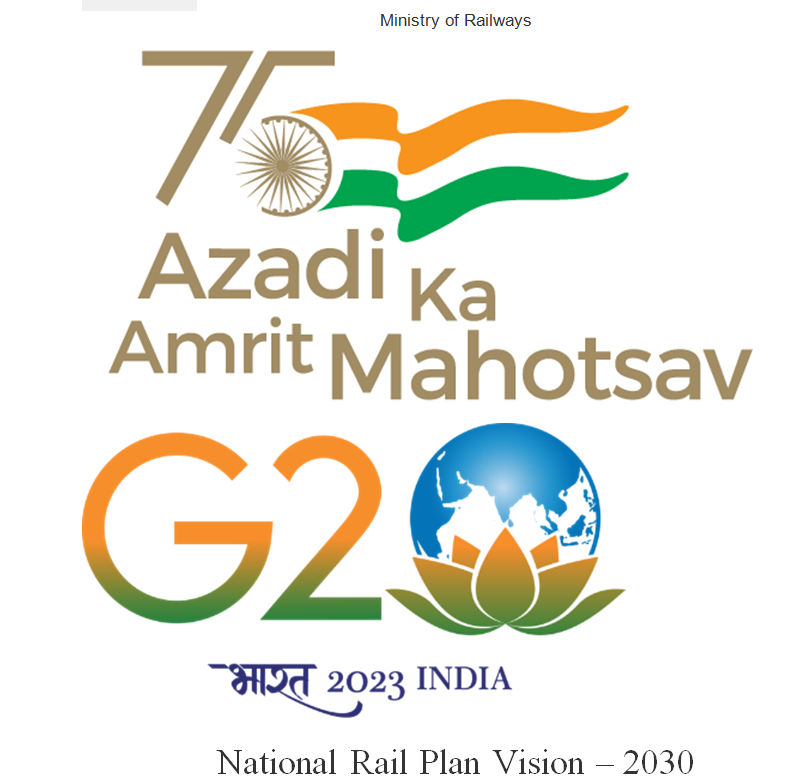 Ministry of Railways
75
Azadi Ka
Amrit Mahotsav
G20
भारत 2023 INDIA
National Rail Plan Vision – 2030